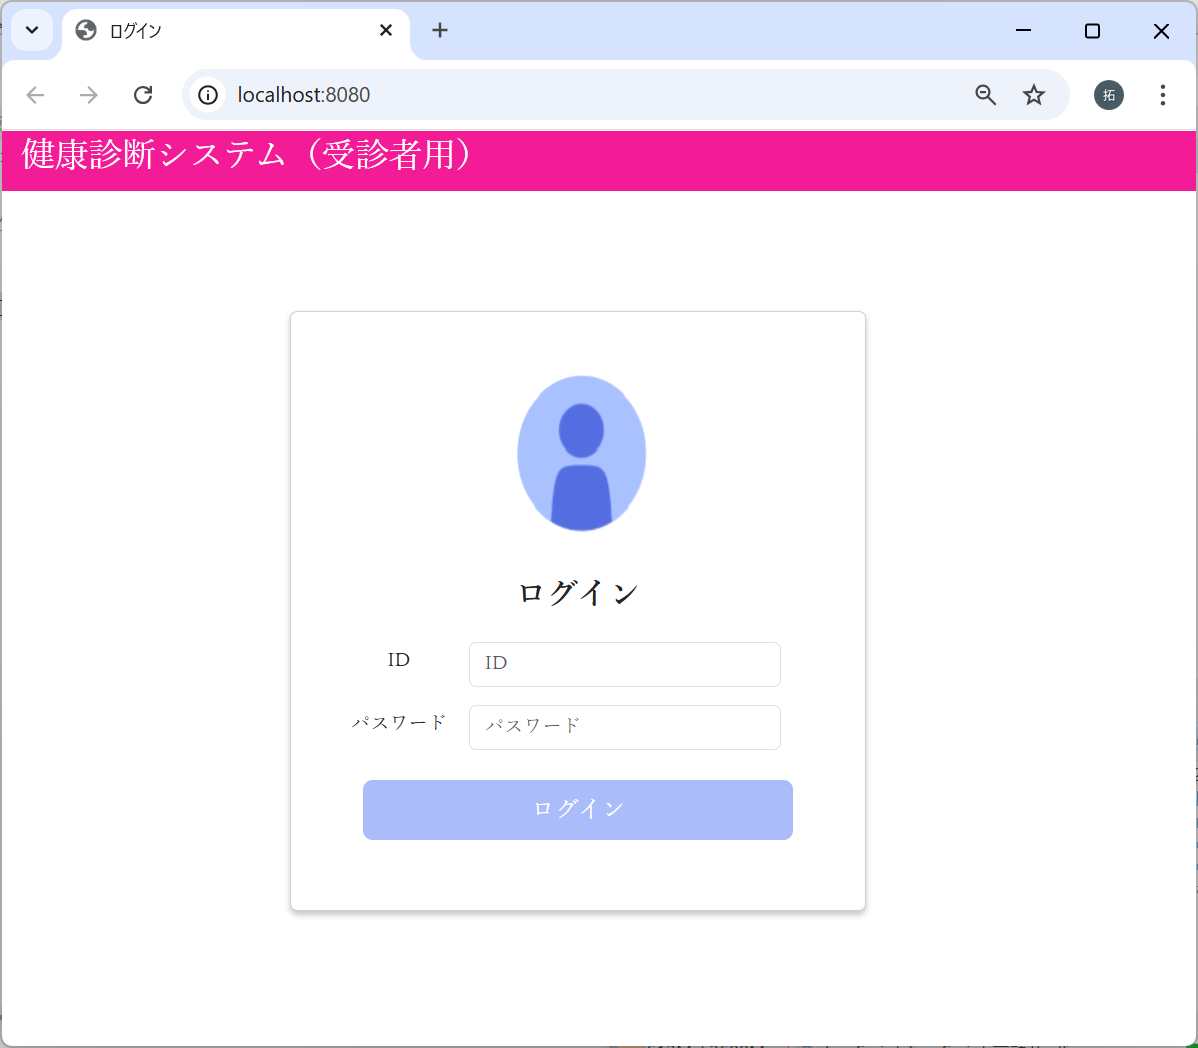 ログイン
localhost:8080
拓
健康診断システム（受診者用）
ログイン
ID ID
パスワード パスワード
ログイン